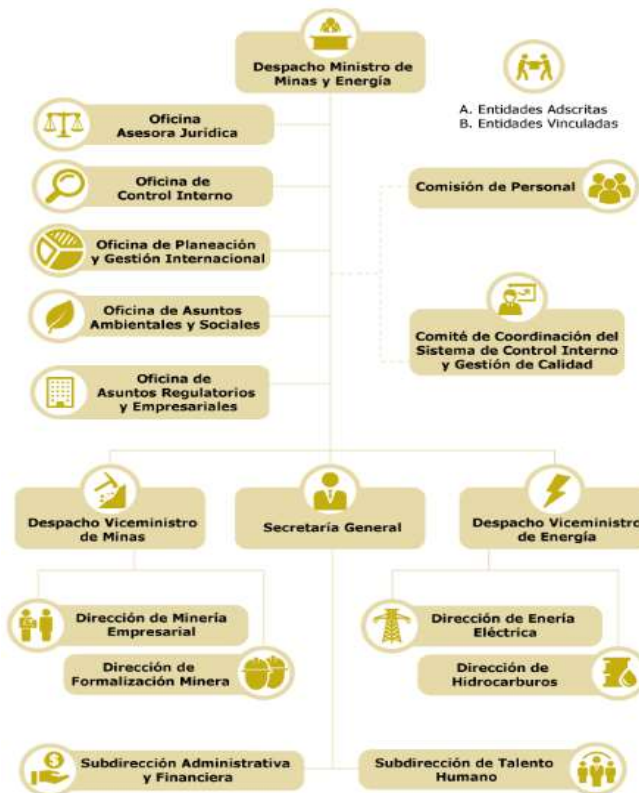 Despacho Ministro de
Minas y Energía
A. Entidades Adscritas
B. Entidades Vinculadas
Oficina
Asesora Jurídica
Oficina de
Control Interno
Comisión de Personal
Oficina de Planeación
y Gestión Internacional
Oficina de Asuntos
Ambientales y Sociales
Comité de Coordinación del
Sistema de Control Interno
y Gestión de Calidad
Oficina de
Asuntos Regulatorios
y Empresariales
Despacho Viceministro
de Minas
Secretaría General
Despacho Viceministro
de Energía
Dirección de Minería
Empresarial
Dirección de Enería
Eléctrica
Dirección de
Formalización Minera
Dirección de
Hidrocarburos
Subdirección Administrativa
y Financiera
Subdirección de Talento
Humano